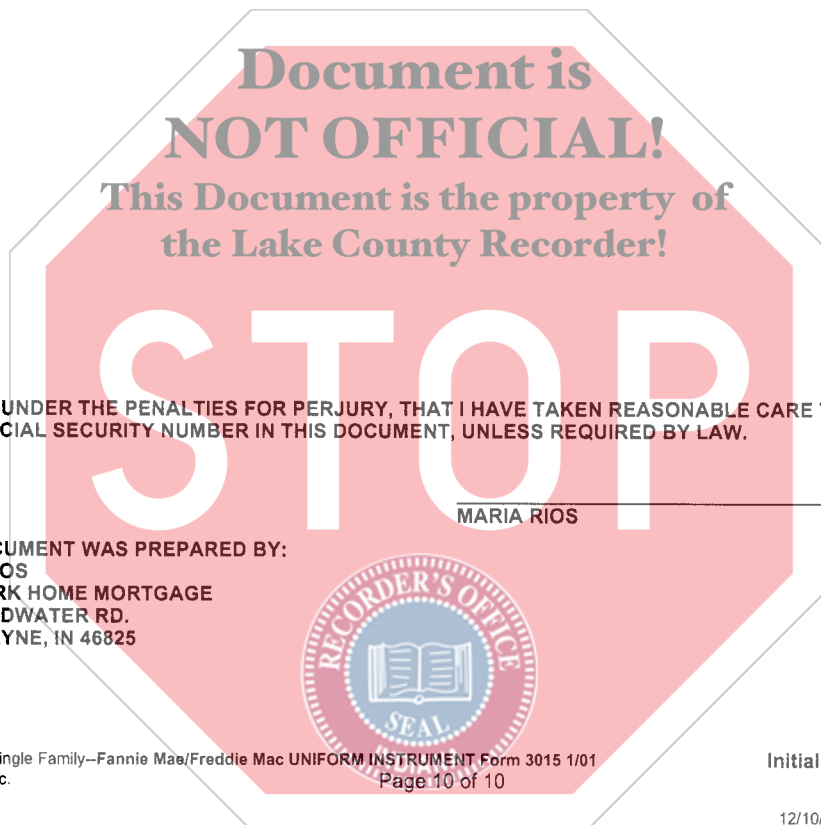 Document is
NOT OFFICIAL!
This Document is the property of
the Lake County Recorder!
STOP
UNDER THE PENALTIES FOR PERJURY, THAT I HAVE TAKEN REASONABLE CARE
CIAL SECURITY NUMBER IN THIS DOCUMENT, UNLESS REQUIRED BY LAW.
MARIA RIOS
CUMENT WAS PREPARED BY:
OS
RK HOME MORTGAGE
DWATER RD.
YNE, IN 46825
RECORDER'S OFFICE
SEAL
INDIANA
ingle Family--Fannie Mae/Freddie Mac UNIFORM INSTRUMENT Form 3015 1/01
c.
Page 10 of 10
Initial
12/10/